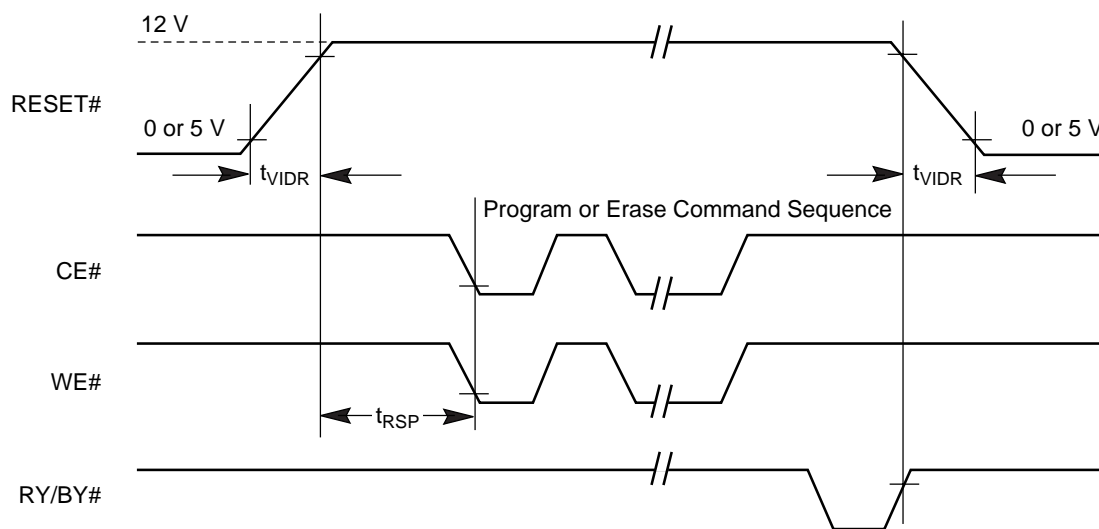 12 V
RESET#
0 or 5 V
0 or 5 V
tVIDR
tVIDR
Program or Erase Command Sequence
CE#
WE#
tRSP
RY/BY#